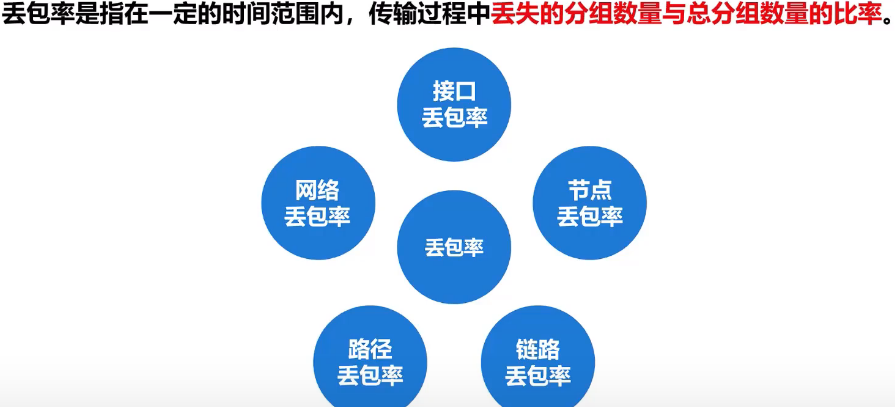 丢包率是指在一定的时间范围内，传输过程中丢失的分组数量与总分组数量的比率。
接口
丢包率
网络
丢包率
节点
丢包率
丢包率
路径
丢包率
链路
丢包率